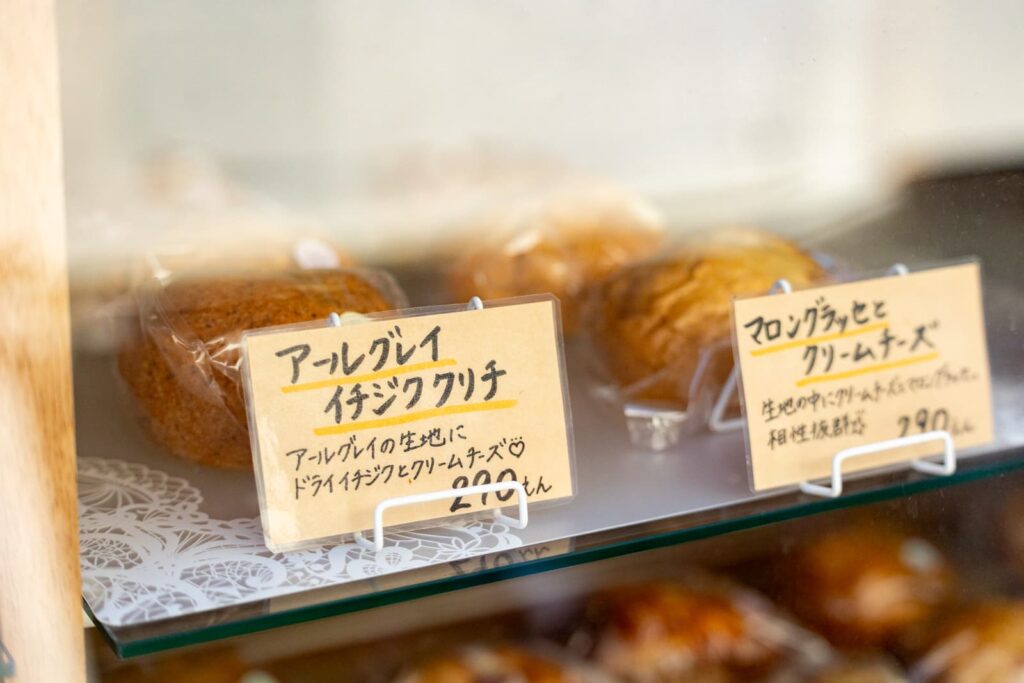 アールグレイ
イチジククリチ
アールグレイの生地に
ドライイチジクとクリームチーズ♡
290えん
マロングラッセと
クリームチーズ
生地の中にクリームチーズとマロングラッセ…
相性抜群
290えん